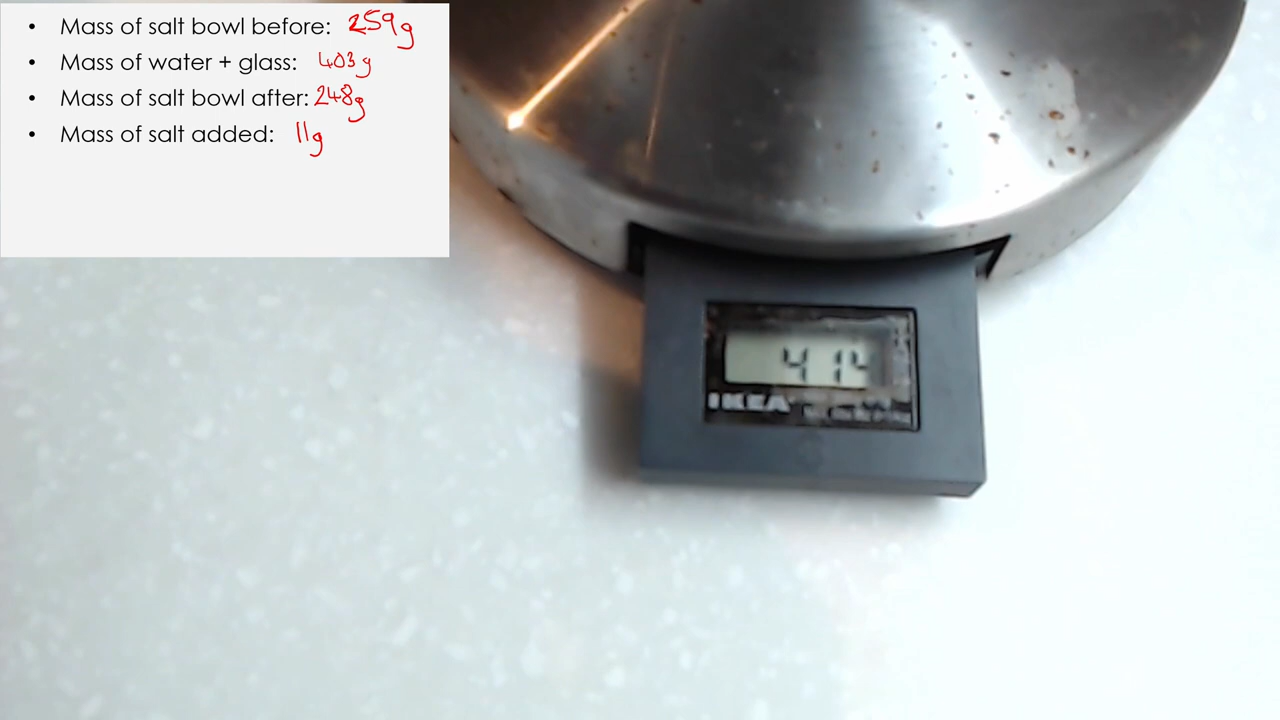 • Mass of salt bowl before: 259g
• Mass of water + glass: 403g
• Mass of salt bowl after: 248g
• Mass of salt added: 11g
414
IKEA